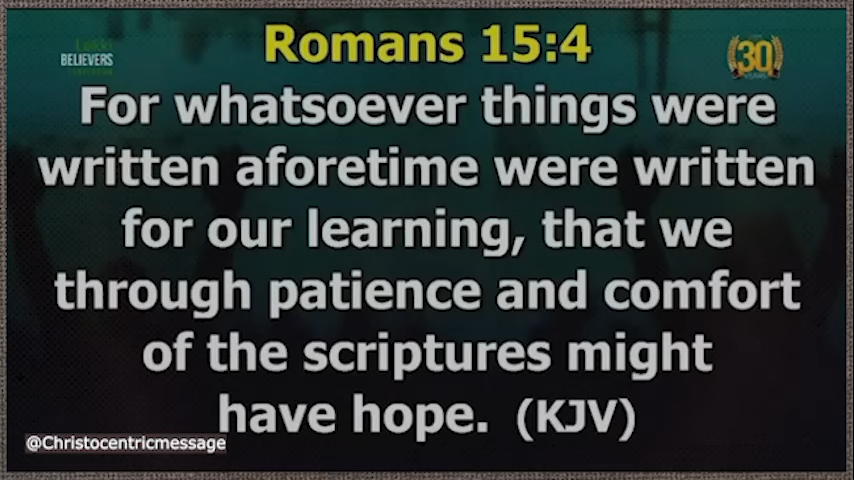 Romans 15:4
BELIEVERS
30
YEARS
For whatsoever things were
written aforetime were written
for our learning, that we
through patience and comfort
of the scriptures might
have hope. (KJV)
@Christocentricmessage